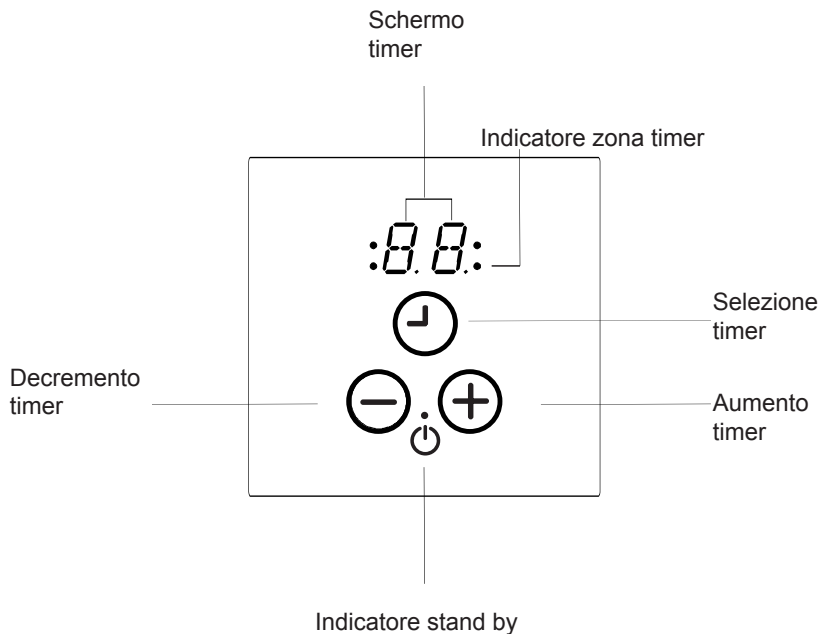 Schermo
timer
Indicatore zona timer
:8.8.:
Selezione
timer
Decremento
timer
Aumento
timer
Indicatore stand by